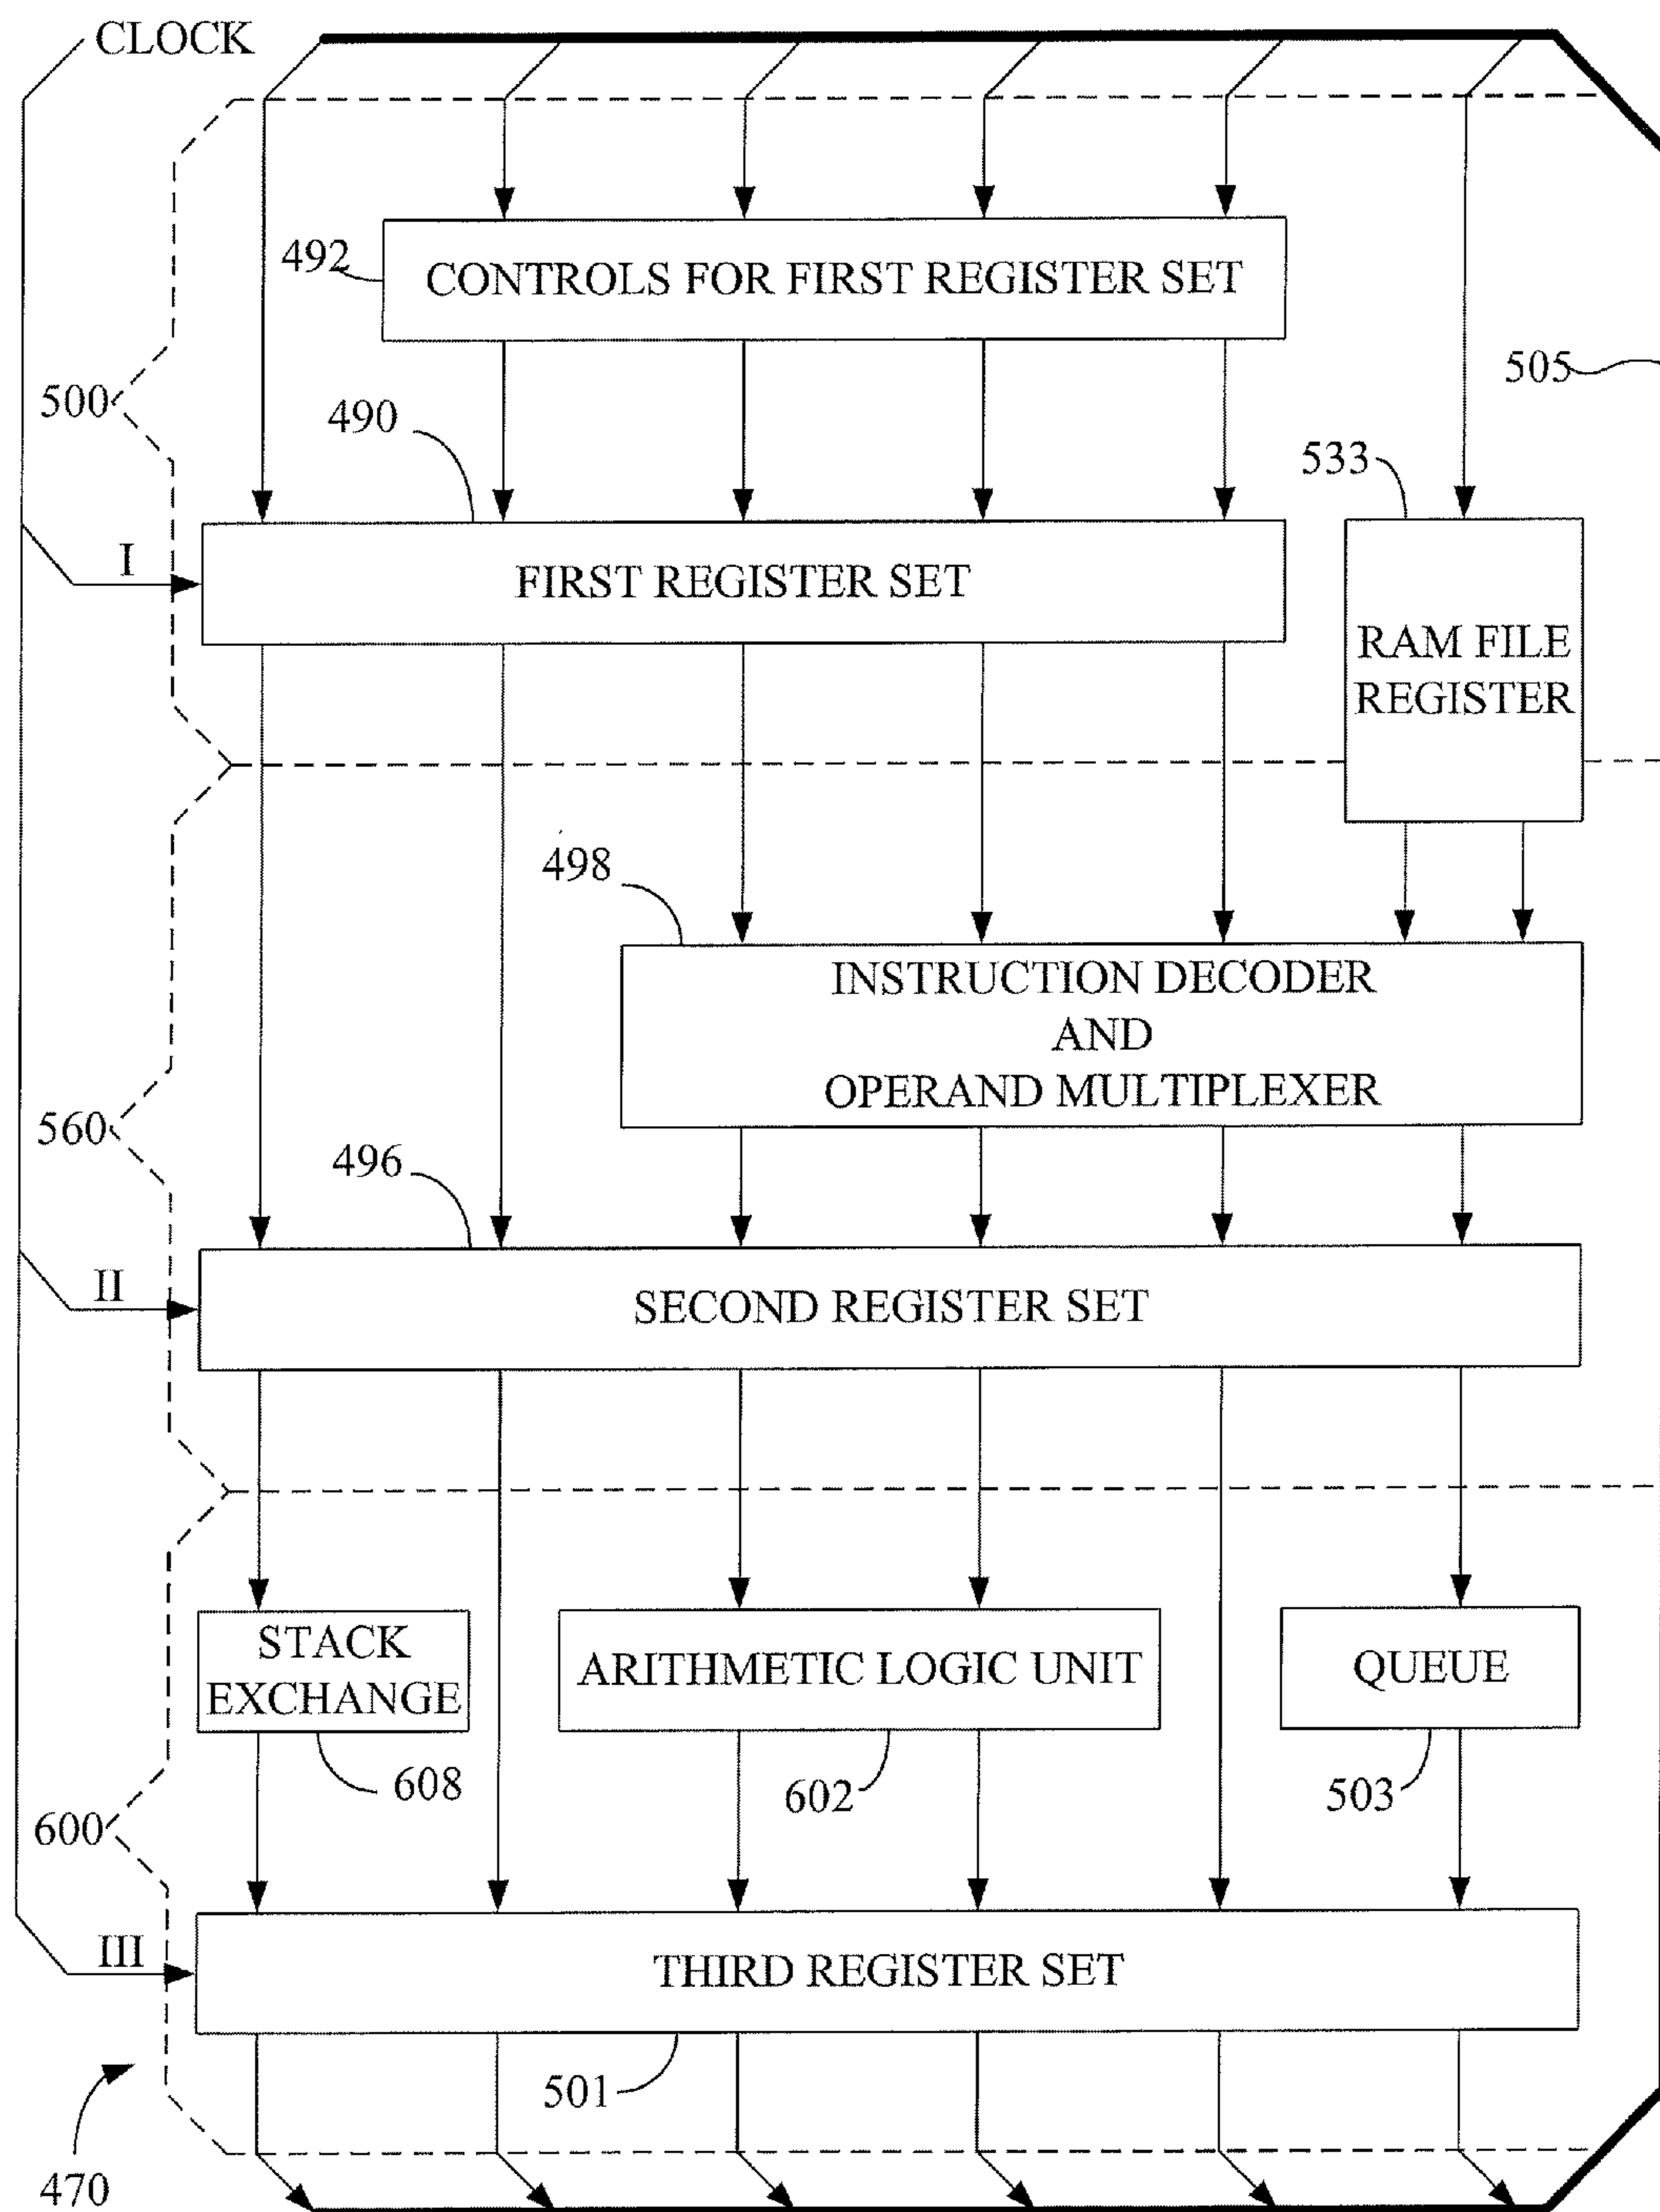 CLOCK
492
CONTROLS FOR FIRST REGISTER SET
505
500
490
533
I
FIRST REGISTER SET
RAM FILE
REGISTER
498
INSTRUCTION DECODER
AND
OPERAND MULTIPLEXER
560
496
II
SECOND REGISTER SET
STACK
EXCHANGE
ARITHMETIC LOGIC UNIT
QUEUE
608
602
503
600
III
THIRD REGISTER SET
501
470